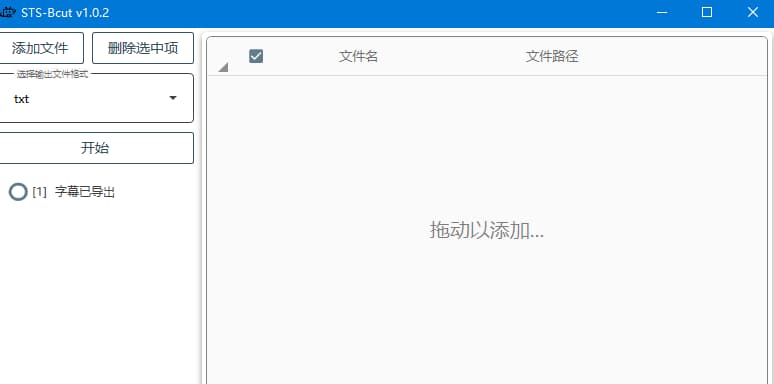 STS-Bcut v1.0.2
添加文件 删除选中项
选择输出文件格式
txt
开始
[1] 字幕已导出
文件名 文件路径
拖动以添加...